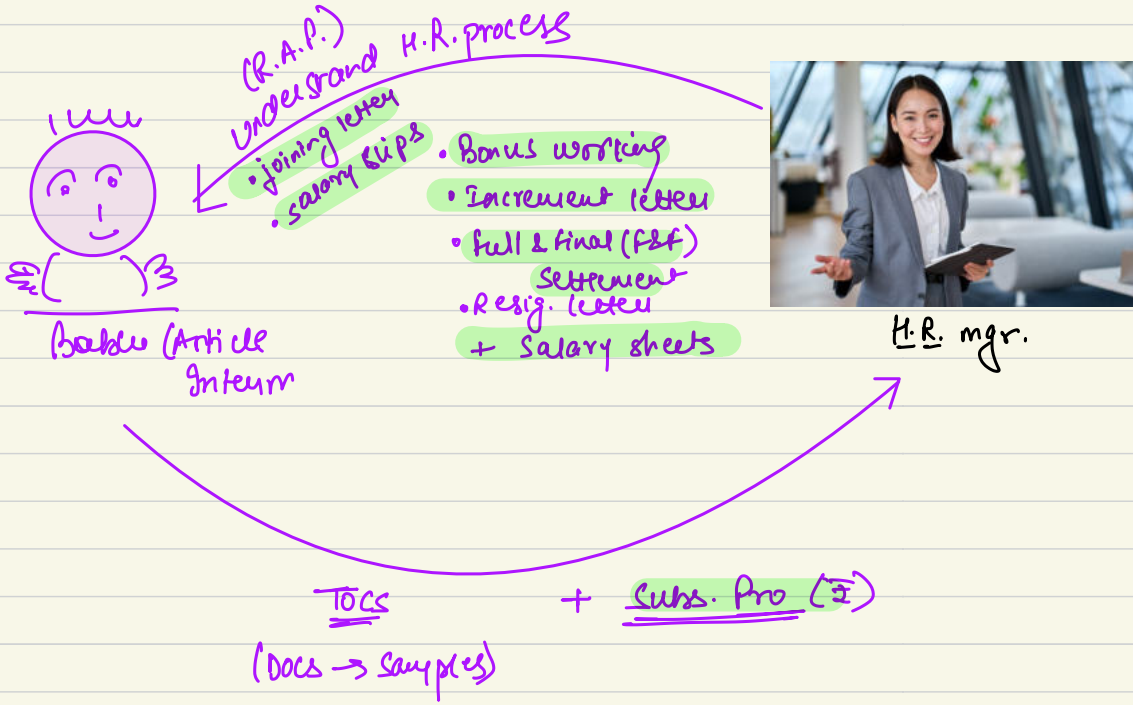 (R.A.P.)
understand H.R. process
• joining letter
• salary slips
• Bonus working
• Increment letter
• Full & Final (F&F)
Settlement
• Resig. letter
+ Salary sheets
(Article
Intern
H.R. mgr.
TOCs + Subs. Pro (₹)
(Docs → Samples)